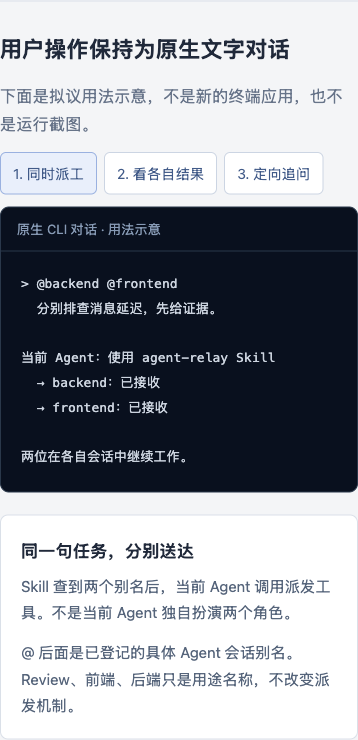 用户操作保持为原生文字对话
下面是拟议用法示意，不是新的终端应用，也不
是运行截图。
1. 同时派工
2. 看各自结果
3. 定向追问
原生 CLI 对话 · 用法示意
> @backend @frontend
分别排查消息延迟，先给证据。
当前 Agent：使用 agent-relay Skill
→ backend：已接收
→ frontend：已接收
两位在各自会话中继续工作。
同一句任务，分别送达
Skill 查到两个别名后，当前 Agent 调用派发工
具。不是当前 Agent 独自扮演两个角色。
@ 后面是已登记的具体 Agent 会话别名。
Review、前端、后端只是用途名称，不改变派
发机制。